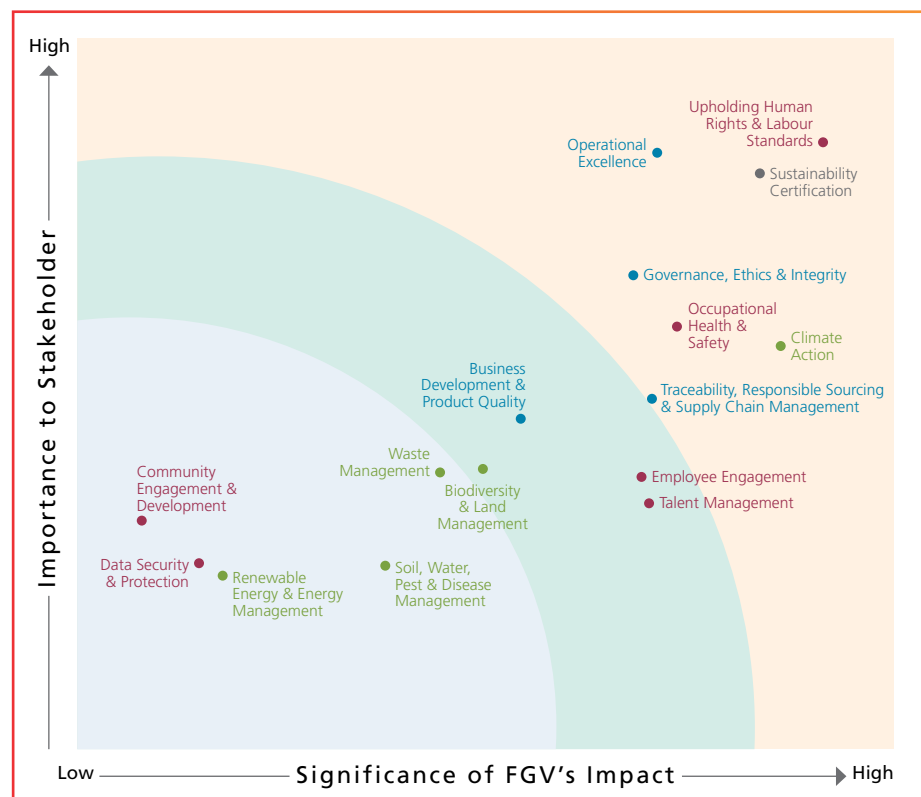 High
Importance to Stakeholder
Upholding Human
Rights & Labour
Standards
Operational
Excellence
Sustainability
Certification
Governance, Ethics & Integrity
Occupational
Health &
Safety
Climate
Action
Business
Development &
Product Quality
Traceability, Responsible Sourcing
& Supply Chain Management
Waste
Management
Biodiversity
& Land
Management
Employee Engagement
Talent Management
Community
Engagement &
Development
Data Security
& Protection
Renewable
Energy & Energy
Management
Soil, Water,
Pest & Disease
Management
Low
Significance of FGV's Impact
High